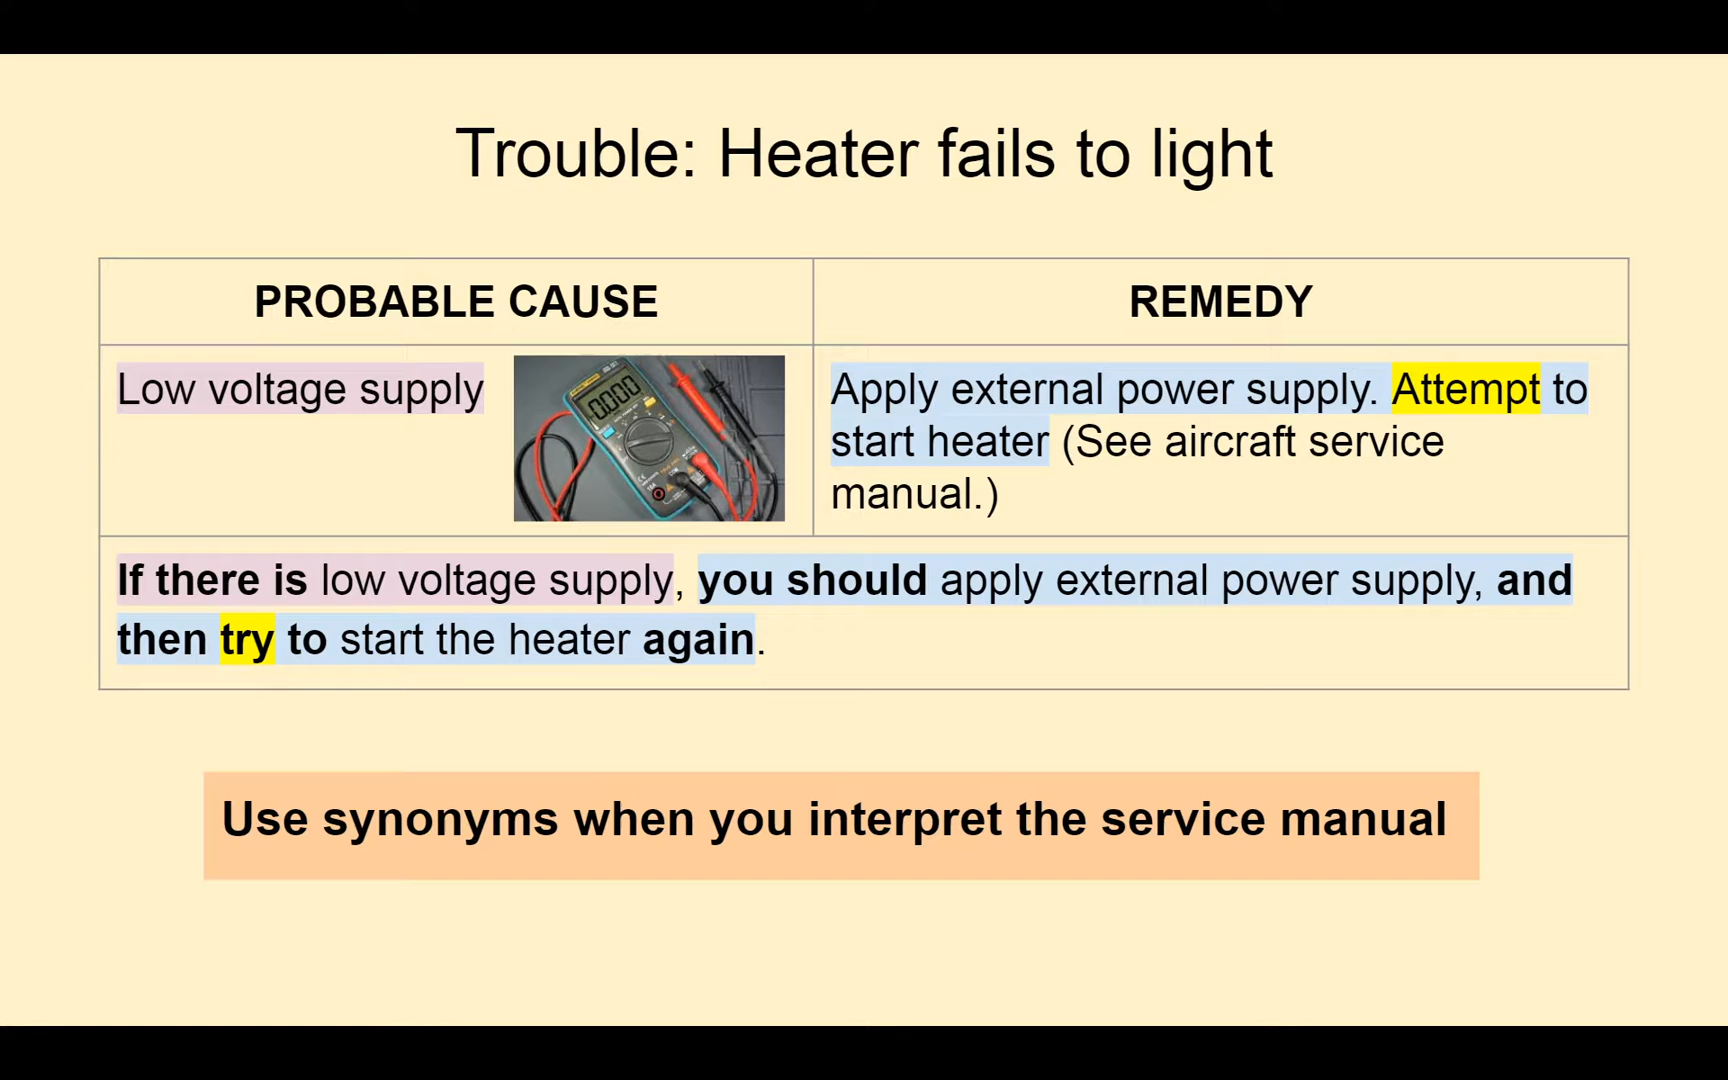 Trouble: Heater fails to light
PROBABLE CAUSE
REMEDY
Low voltage supply
0.000
Apply external power supply. Attempt to
start heater (See aircraft service
manual.)
If there is low voltage supply, you should apply external power supply, and
then try to start the heater again.
Use synonyms when you interpret the service manual